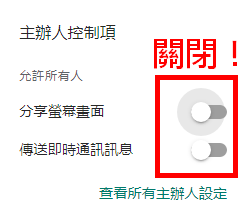 主辦人控制項
關閉！
允許所有人
分享螢幕畫面
傳送即時通訊訊息
查看所有主辦人設定